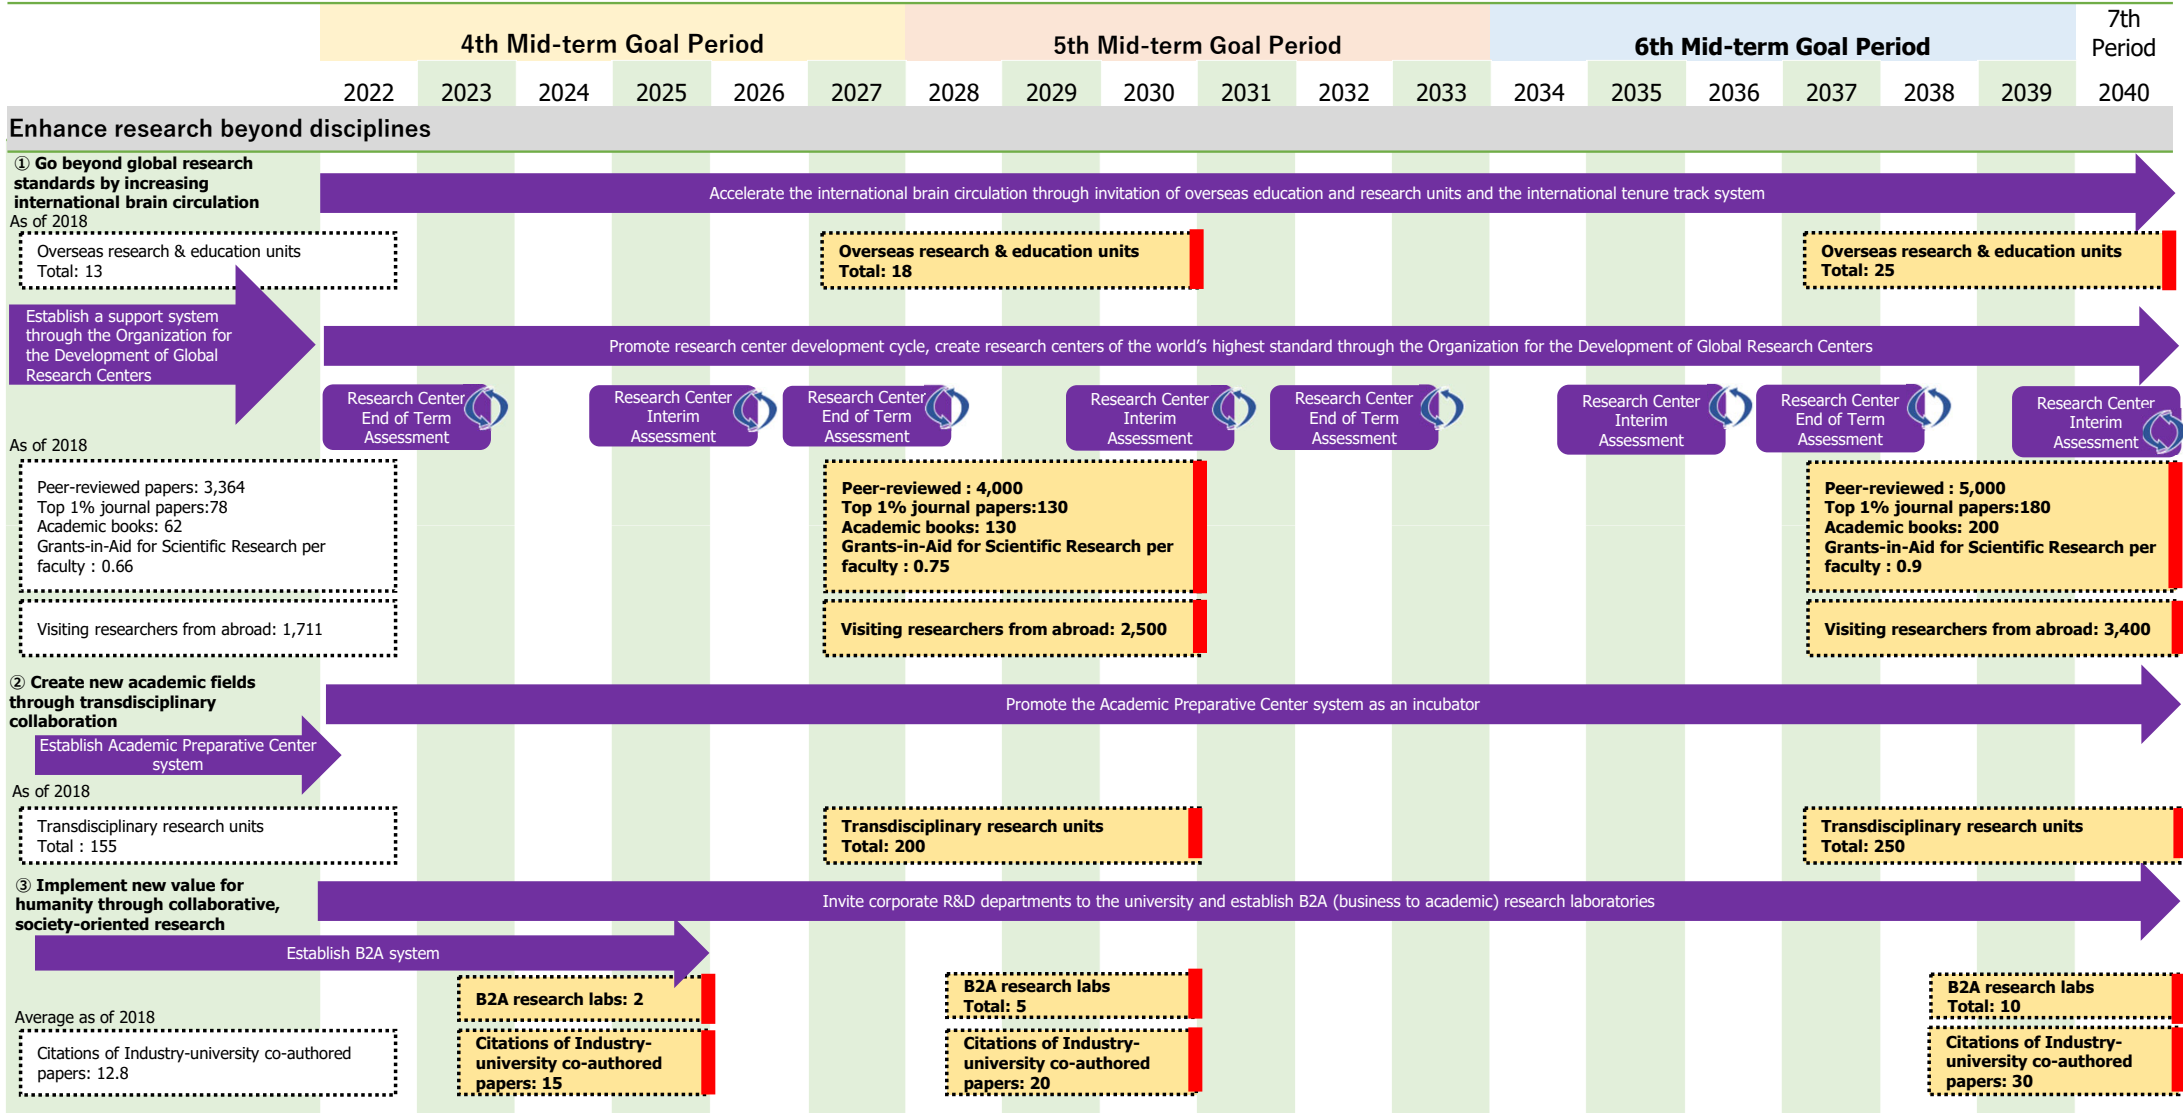 4th Mid-term Goal Period
5th Mid-term Goal Period
6th Mid-term Goal Period
7th
Period
2022 2023 2024 2025 2026 2027 2028 2029 2030 2031 2032 2033 2034 2035 2036 2037 2038 2039 2040
Enhance research beyond disciplines
① Go beyond global research
standards by increasing
international brain circulation
Accelerate the international brain circulation through invitation of overseas education and research units and the international tenure track system
As of 2018
Overseas research & education units
Total: 13
Overseas research & education units
Total: 18
Overseas research & education units
Total: 25
Establish a support system
through the Organization for
the Development of Global
Research Centers
Promote research center development cycle, create research centers of the world's highest standard through the Organization for the Development of Global Research Centers
Research Center
End of Term
Assessment
Research Center
Interim
Assessment
Research Center
End of Term
Assessment
Research Center
Interim
Assessment
Research Center
End of Term
Assessment
Research Center
Interim
Assessment
Research Center
End of Term
Assessment
Research Center
Interim
Assessment
As of 2018
Peer-reviewed papers: 3,364
Top 1% journal papers:78
Academic books: 62
Grants-in-Aid for Scientific Research per
faculty : 0.66
Peer-reviewed : 4,000
Top 1% journal papers:130
Academic books: 130
Grants-in-Aid for Scientific Research per
faculty : 0.75
Peer-reviewed : 5,000
Top 1% journal papers:180
Academic books: 200
Grants-in-Aid for Scientific Research per
faculty : 0.9
Visiting researchers from abroad: 1,711
Visiting researchers from abroad: 2,500
Visiting researchers from abroad: 3,400
② Create new academic fields
through transdisciplinary
collaboration
Promote the Academic Preparative Center system as an incubator
Establish Academic Preparative Center
system
As of 2018
Transdisciplinary research units
Total : 155
Transdisciplinary research units
Total: 200
Transdisciplinary research units
Total: 250
③ Implement new value for
humanity through collaborative,
society-oriented research
Invite corporate R&D departments to the university and establish B2A (business to academic) research laboratories
Establish B2A system
B2A research labs: 2
B2A research labs
Total: 5
B2A research labs
Total: 10
Average as of 2018
Citations of Industry-university co-authored
papers: 12.8
Citations of Industry-
university co-authored
papers: 15
Citations of Industry-
university co-authored
papers: 20
Citations of Industry-
university co-authored
papers: 30